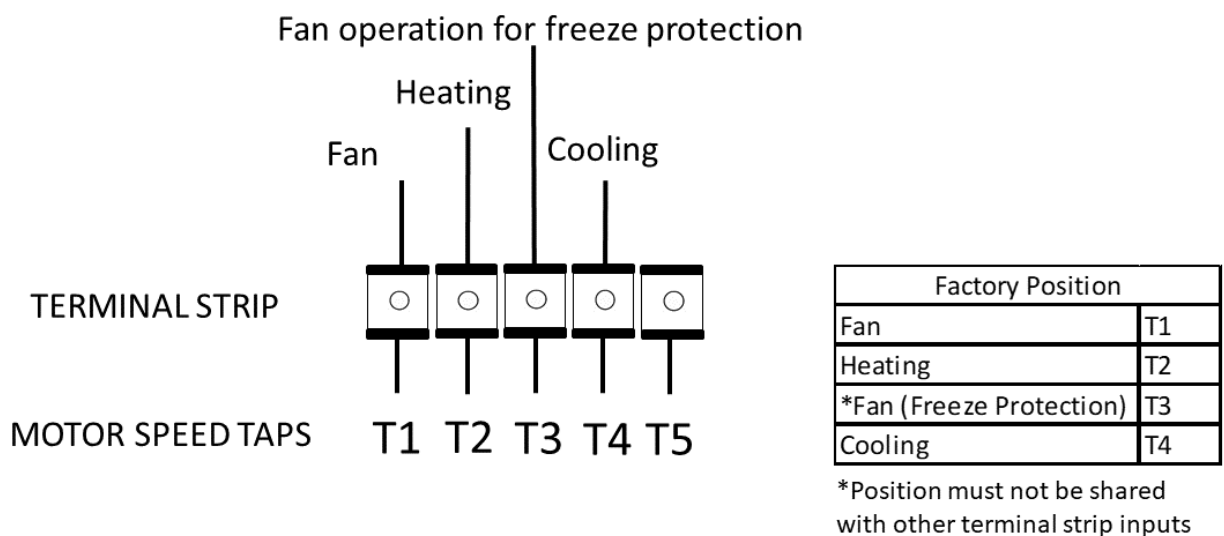 Fan operation for freeze protection
Heating
Fan
Cooling
TERMINAL STRIP
MOTOR SPEED TAPS
T1 T2 T3 T4 T5
Factory Position
Fan T1
Heating T2
*Fan (Freeze Protection) T3
Cooling T4
*Position must not be shared
with other terminal strip inputs